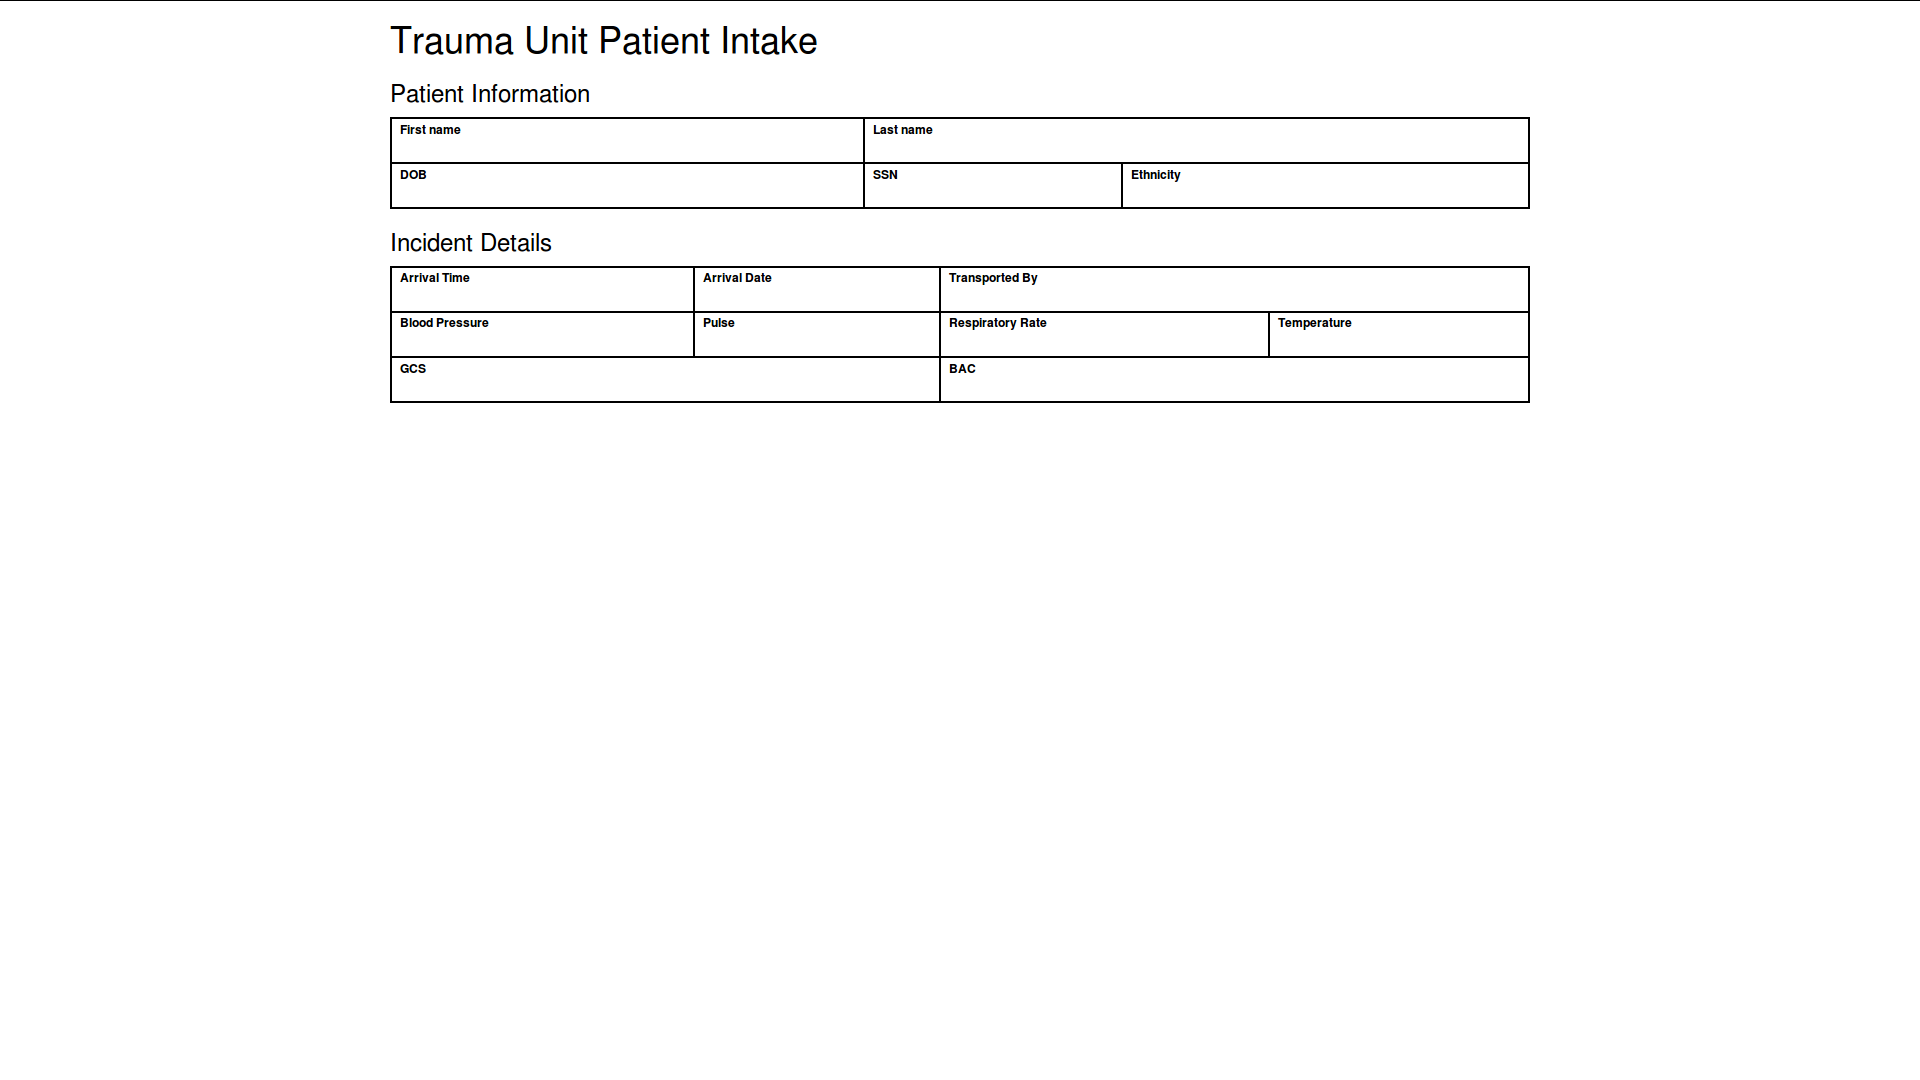 Trauma Unit Patient Intake
Patient Information
First name Last name
DOB SSN Ethnicity
Incident Details
Arrival Time Arrival Date Transported By
Blood Pressure Pulse Respiratory Rate Temperature
GCS BAC